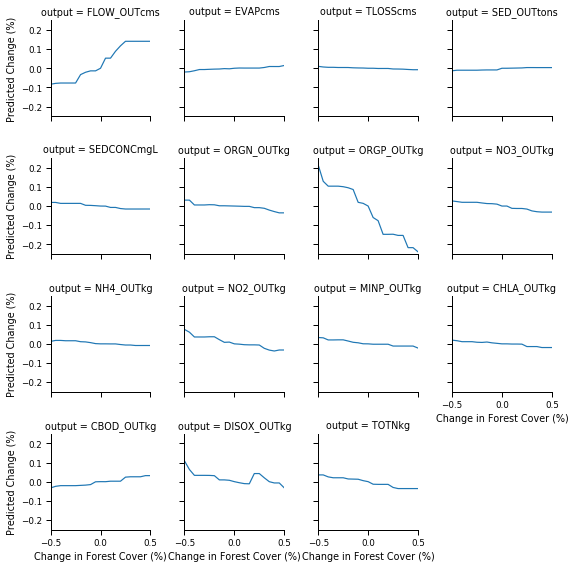 output = FLOW_OUTcms
output = EVAPcms
output = TLOSScms
output = SED_OUTtons
Predicted Change (%)
0.2
0.1
0.0
−0.1
−0.2
output = SEDCONCmgL
output = ORGN_OUTkg
output = ORGP_OUTkg
output = NO3_OUTkg
Predicted Change (%)
0.2
0.1
0.0
−0.1
−0.2
output = NH4_OUTkg
output = NO2_OUTkg
output = MINP_OUTkg
output = CHLA_OUTkg
Predicted Change (%)
0.2
0.1
0.0
−0.1
−0.2
−0.5 0.0 0.5
Change in Forest Cover (%)
output = CBOD_OUTkg
output = DISOX_OUTkg
output = TOTNkg
Predicted Change (%)
0.2
0.1
0.0
−0.1
−0.2
−0.5 0.0 0.5
−0.5 0.0 0.5
−0.5 0.0 0.5
Change in Forest Cover (%)
Change in Forest Cover (%)
Change in Forest Cover (%)